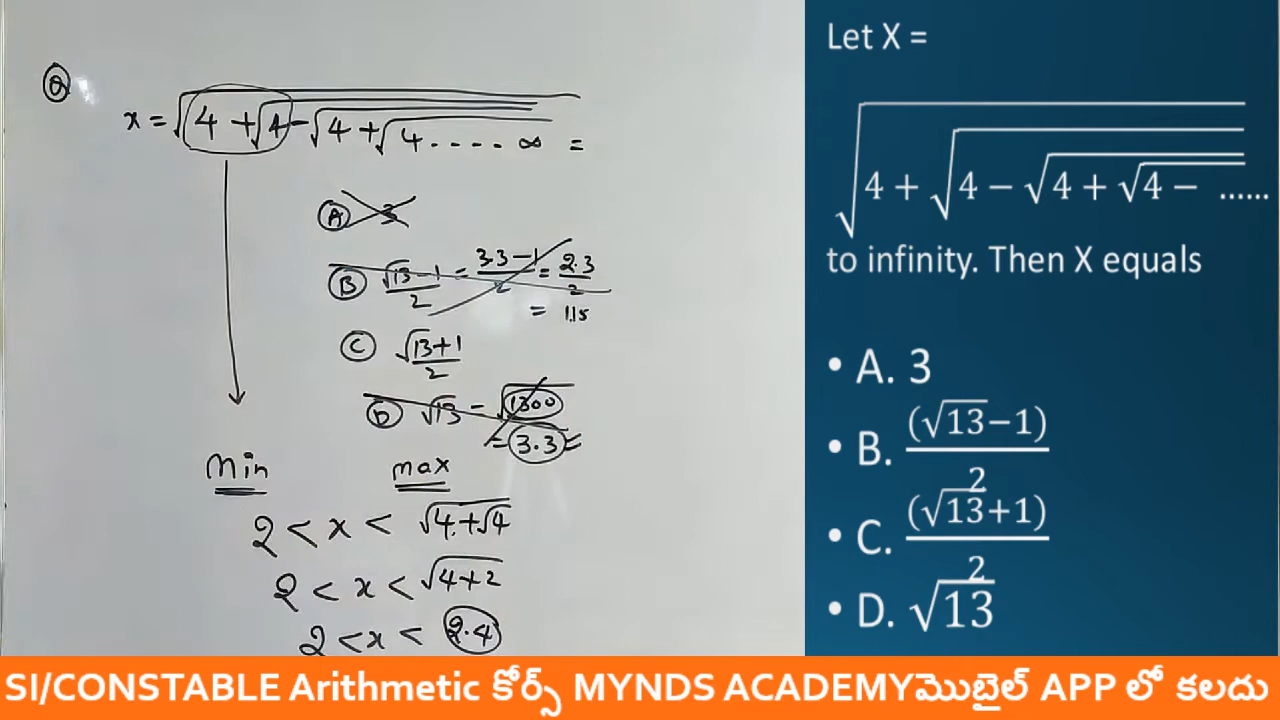 Q
x = √4 + √4 - √4 + √4 .... ∞ =
Ⓐ 3
Ⓑ √13 - 1 / 2 = 3.3 - 1 / 2 = 2.3 / 2
= 1.15
Ⓒ √13 + 1 / 2
Ⓓ √13 = √1300
= 3.3 =
Min max
2 < x < √4 + √4
2 < x < √4 + 2
2 < x < 2.4
Let X =
√4 + √4 − √4 + √4 − ......
to infinity. Then X equals
• A. 3
• B. (√13−1) / 2
• C. (√13+1) / 2
• D. √13
SI/CONSTABLE Arithmetic కోర్స్ MYNDS ACADEMYమొబైల్ APP లో కలదు